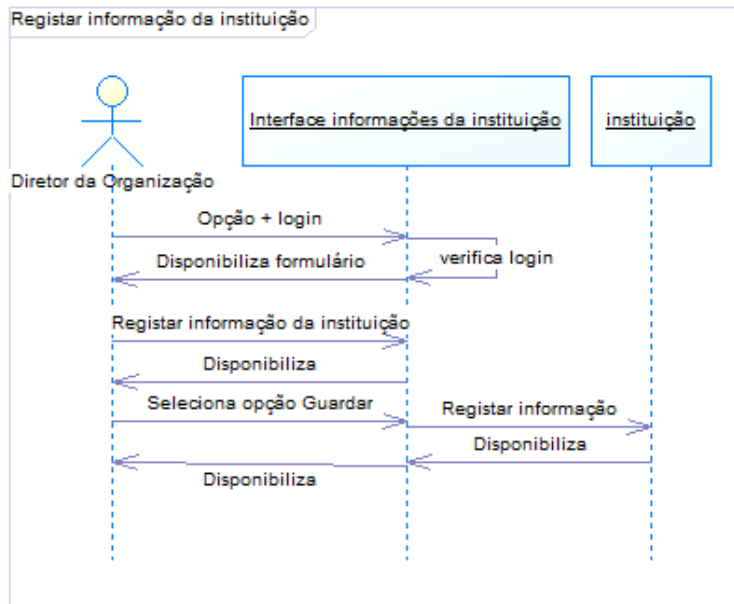 Registar informação da instituição
Interface informações da instituição
instituição
Diretor da Organização
Opção + login
verifica login
Disponibiliza formulário
Registar informação da instituição
Disponibiliza
Seleciona opção Guardar
Registar informação
Disponibiliza
Disponibiliza